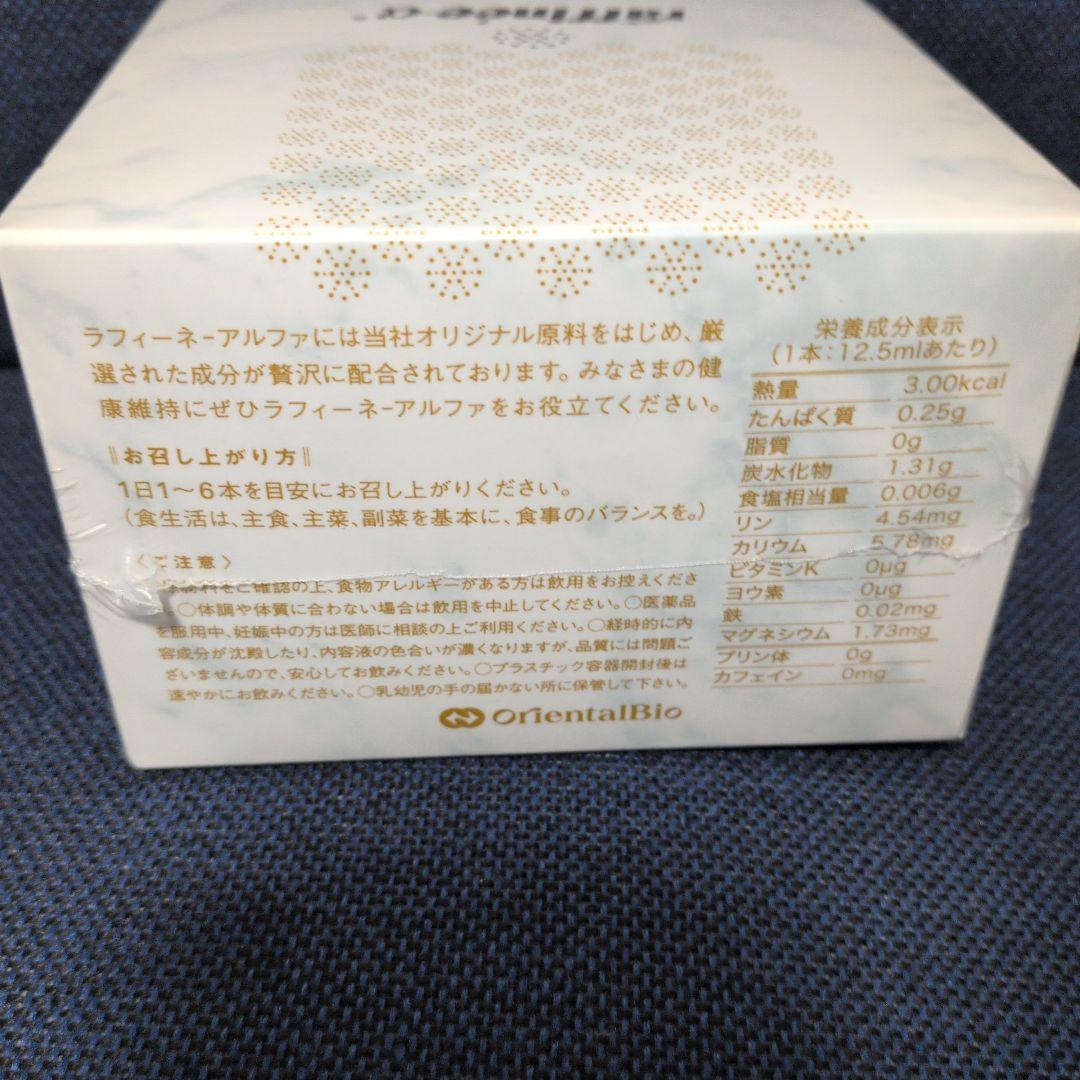 ラフィーネ-アルファには当社オリジナル原料をはじめ、厳
選された成分が贅沢に配合されております。みなさまの健
康維持にぜひラフィーネ-アルファをお役立てください。
お召し上がり方
1日1〜6本を目安にお召し上がりください。
(食生活は、主食、主菜、副菜を基本に、食事のバランスを。)
〈ご注意〉
をご確認の上、食物アレルギーがある方は飲用をお控えくださ
○体調や体質に合わない場合は飲用を中止してください。○医薬品
を服用中、妊娠中の方は医師に相談の上ご利用ください。○経時的に内
容成分が沈殿したり、内容液の色合いが濃くなりますが、品質には問題ご
ざいませんので、安心してお飲みください。○プラスチック容器開封後は
速やかにお飲みください。○乳幼児の手の届かない所に保管して下さい。
OrientalBio
栄養成分表示
(1本:12.5mlあたり)
熱量 3.00kcal
たんぱく質 0.25g
脂質 0g
炭水化物 1.31g
食塩相当量 0.006g
リン 4.54mg
カリウム 5.78mg
ビタミンK 0μg
ヨウ素 0μg
鉄 0.02mg
マグネシウム 1.73mg
プリン体 0g
カフェイン 0mg